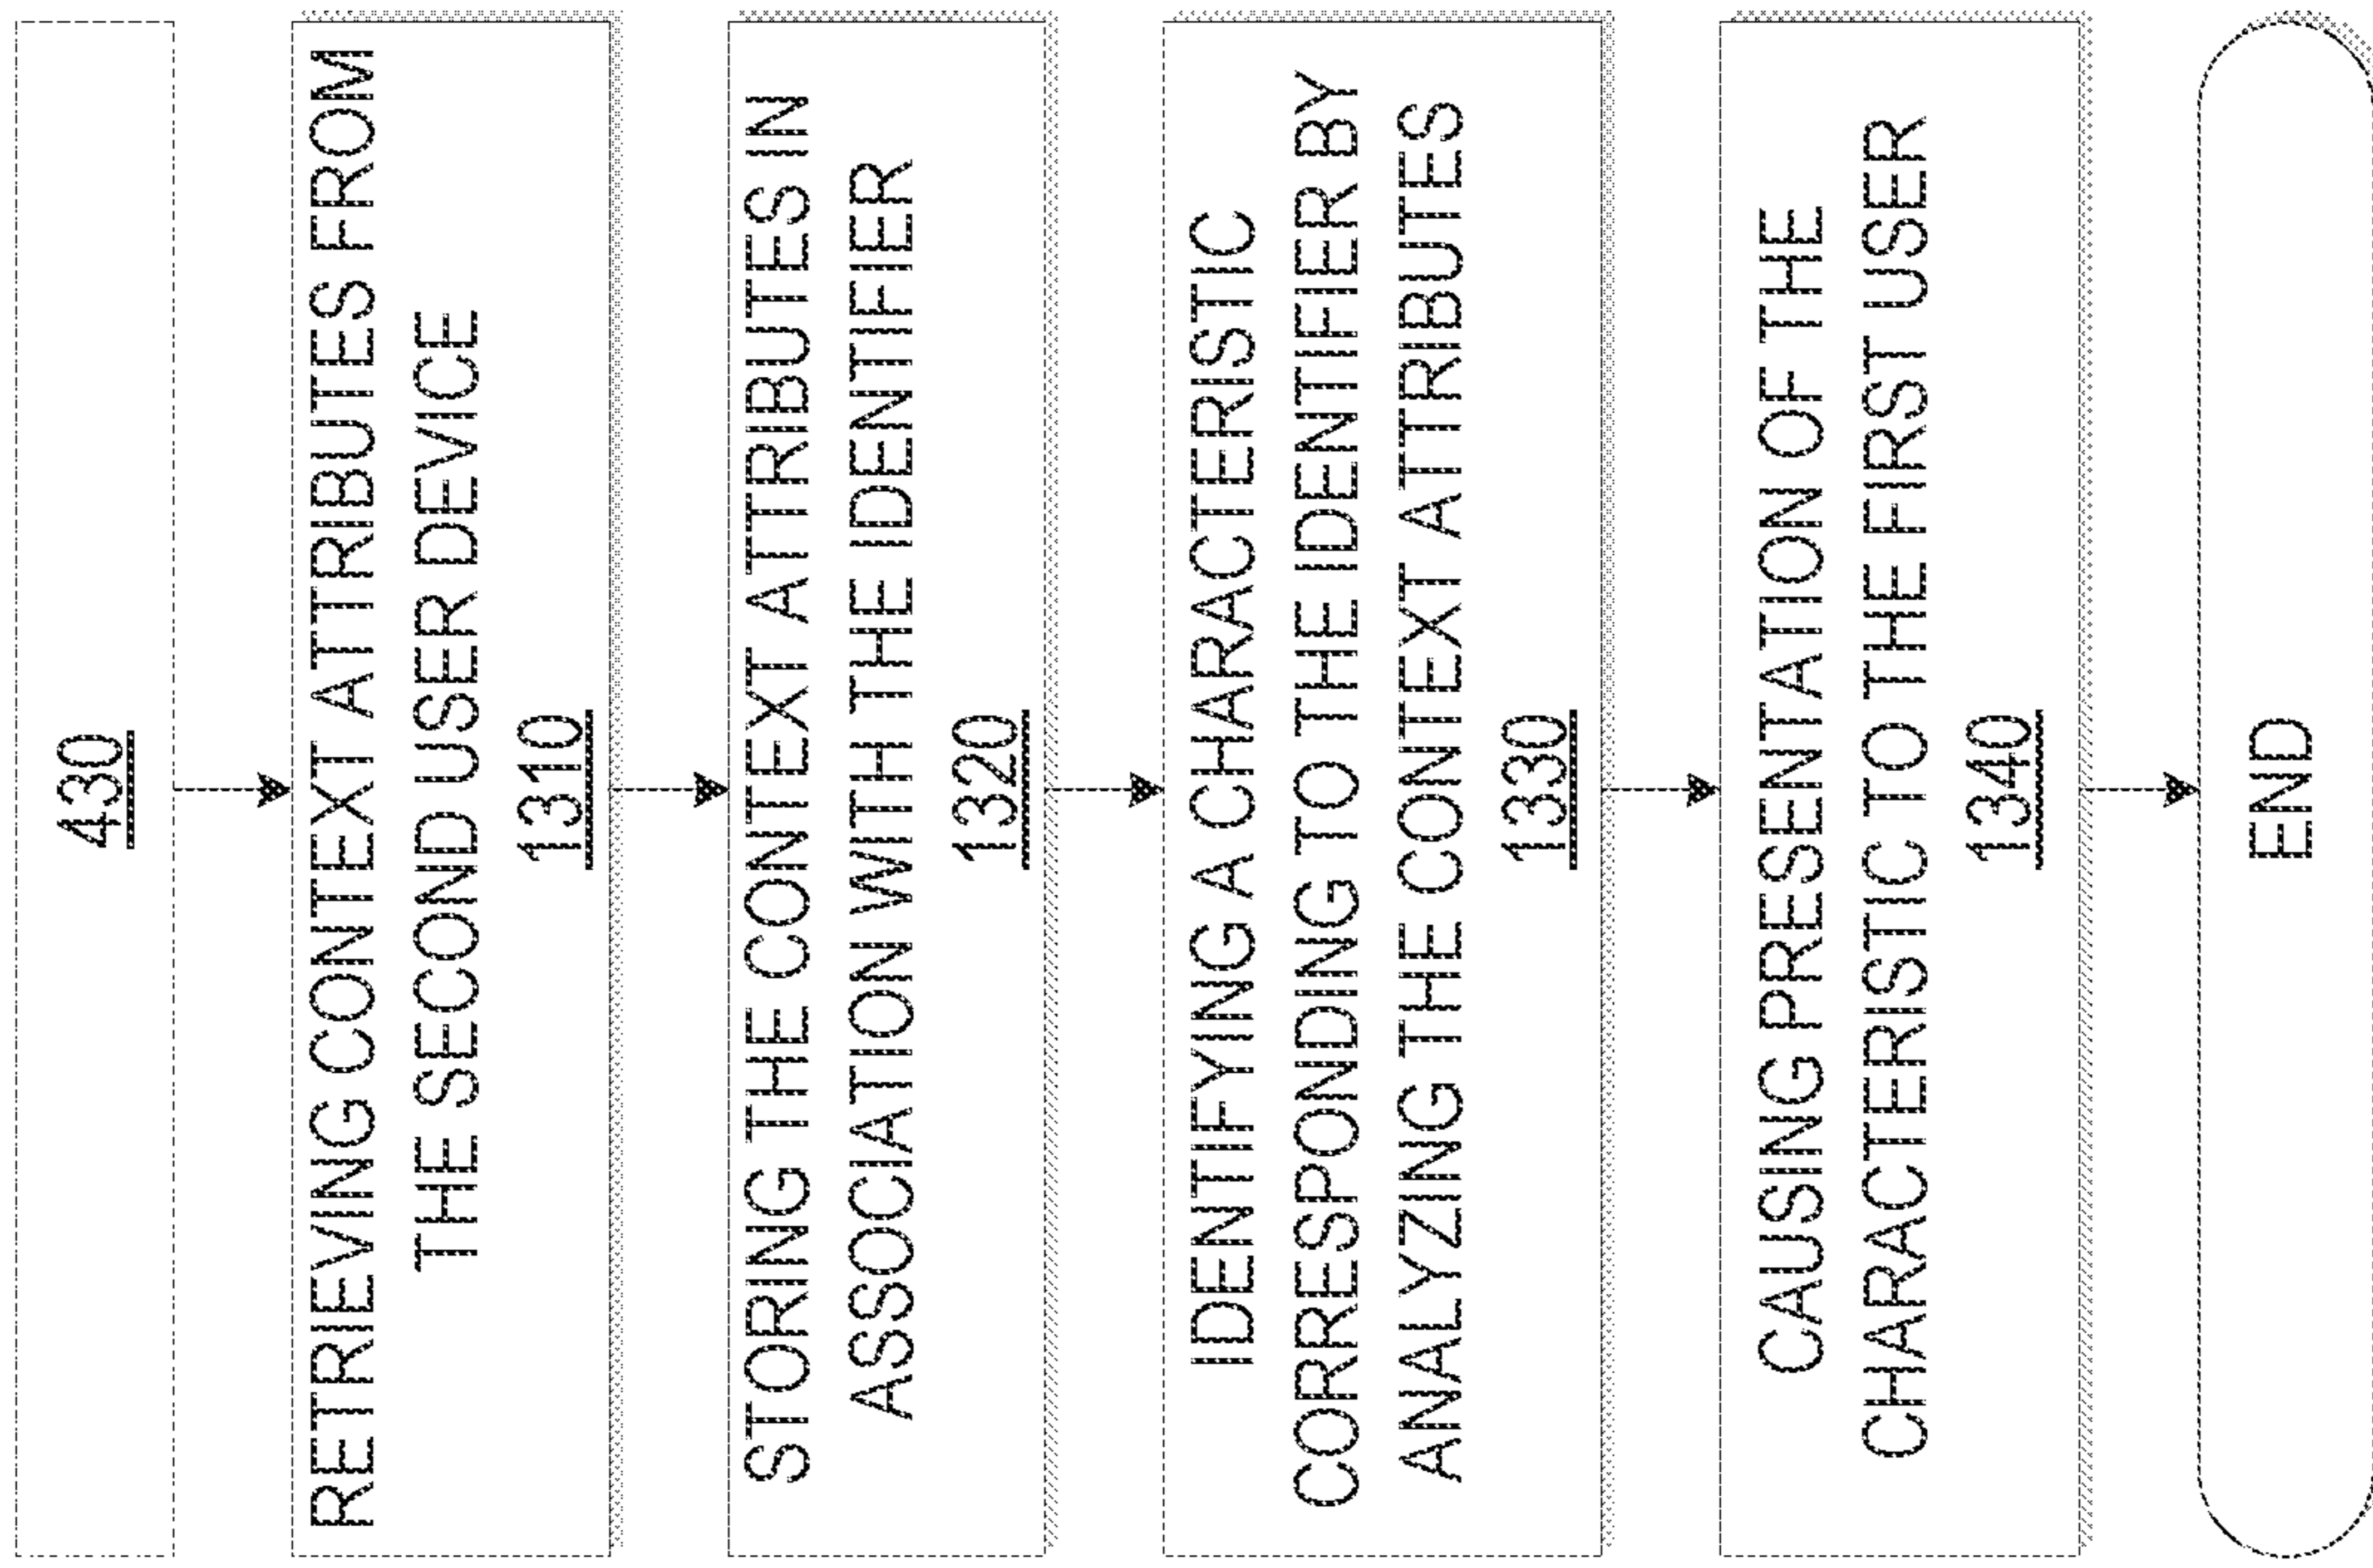 430
RETRIEVING CONTEXT ATTRIBUTES FROM
THE SECOND USER DEVICE
1310
STORING THE CONTEXT ATTRIBUTES IN
ASSOCIATION WITH THE IDENTIFIER
1320
IDENTIFYING A CHARACTERISTIC
CORRESPONDING TO THE IDENTIFIER BY
ANALYZING THE CONTEXT ATTRIBUTES
1330
CAUSING PRESENTATION OF THE
CHARACTERISTIC TO THE FIRST USER
1340
END